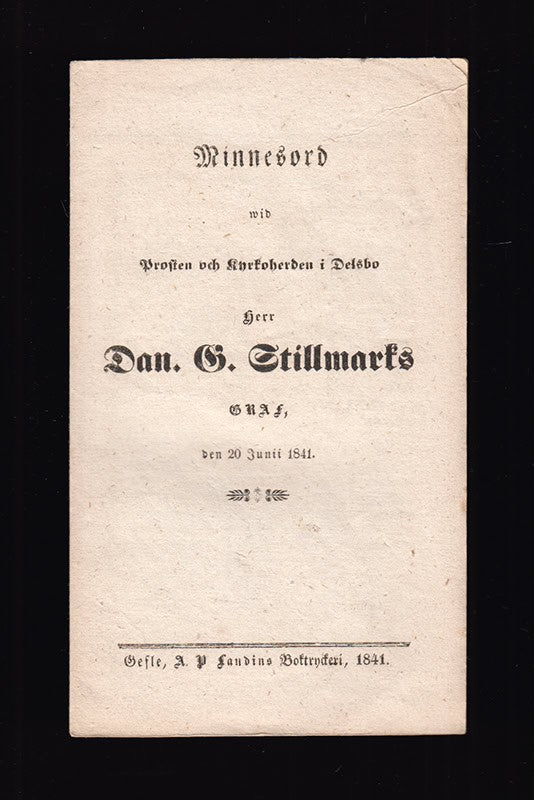 Minnesord
wid
Prosten och Kyrkoherden i Delsbo
Herr
Dan. G. Stillmarks
GRAF,
den 20 Junii 1841.
Gefle, A. P Landins Boktryckeri, 1841.